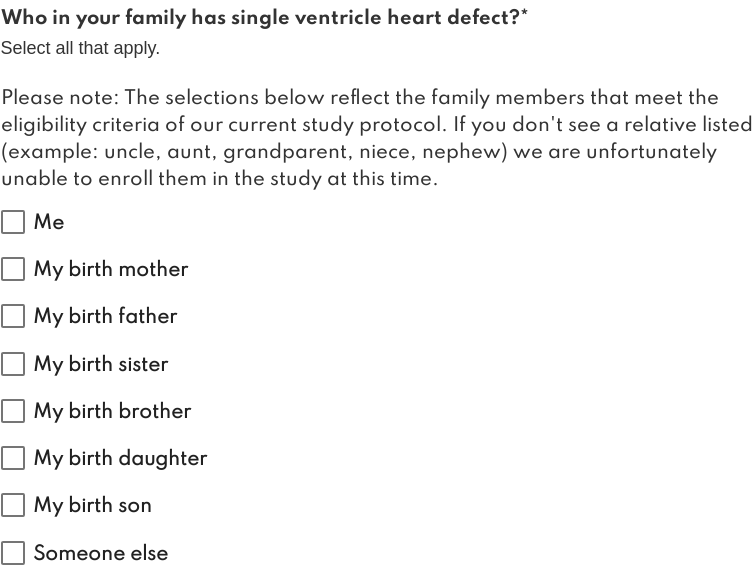 Who in your family has single ventricle heart defect?*
Select all that apply.
Please note: The selections below reflect the family members that meet the
eligibility criteria of our current study protocol. If you don't see a relative listed
(example: uncle, aunt, grandparent, niece, nephew) we are unfortunately
unable to enroll them in the study at this time.
Me
My birth mother
My birth father
My birth sister
My birth brother
My birth daughter
My birth son
Someone else